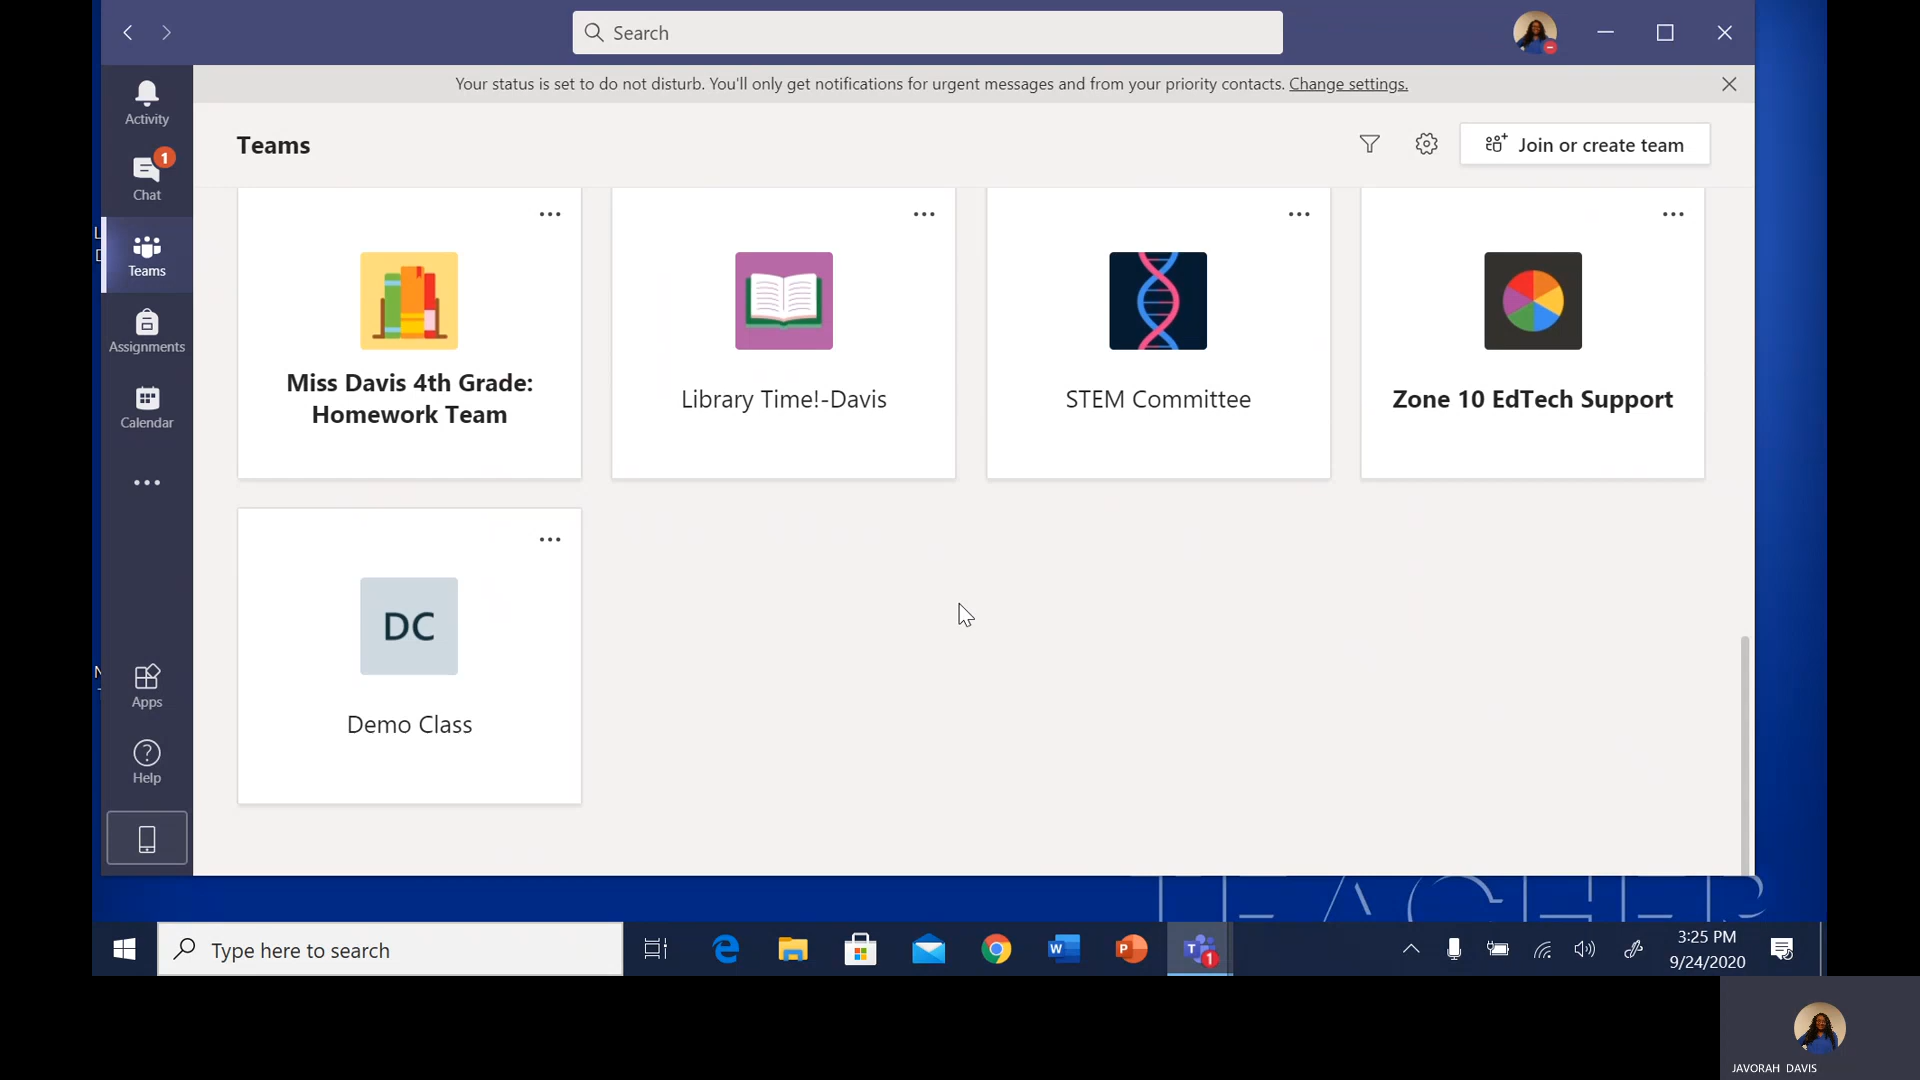 Search
Your status is set to do not disturb. You'll only get notifications for urgent messages and from your priority contacts. Change settings.
Activity
1
Chat
Teams
Assignments
Calendar
Apps
Help
Teams
Join or create team
Miss Davis 4th Grade:
Homework Team
Library Time!-Davis
STEM Committee
Zone 10 EdTech Support
DC
Demo Class
TEACHER
Type here to search
W
P
T
1
3:25 PM
9/24/2020
JAVORAH DAVIS